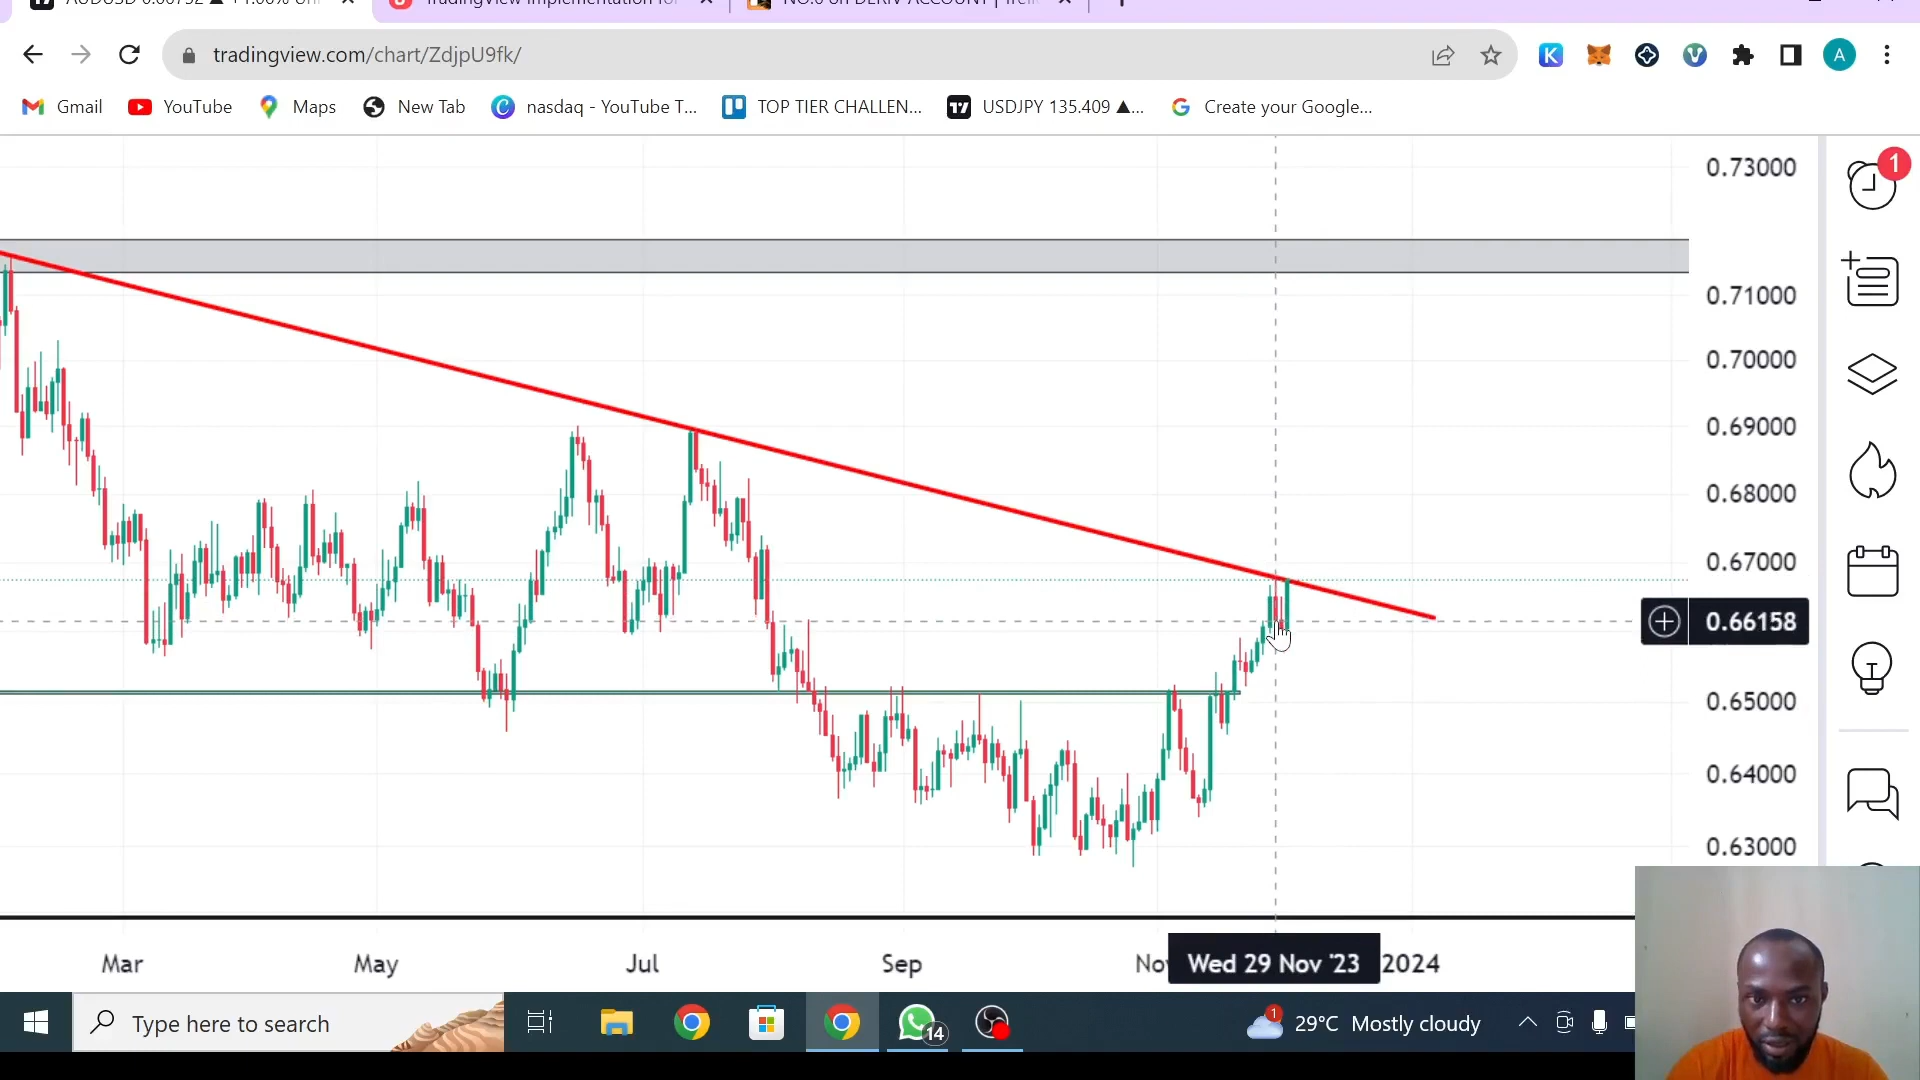 tradingview.com/chart/ZdjpU9fk/
A
Gmail
YouTube
Maps
New Tab
nasdaq - YouTube T...
TOP TIER CHALLEN...
USDJPY 135.409 ▲...
Create your Google...
1
0.73000
0.71000
0.70000
0.69000
0.68000
0.67000
0.66158
0.65000
0.64000
0.63000
Mar
May
Jul
Sep
Nov
Wed 29 Nov '23
2024
Type here to search
14
1
29°C Mostly cloudy